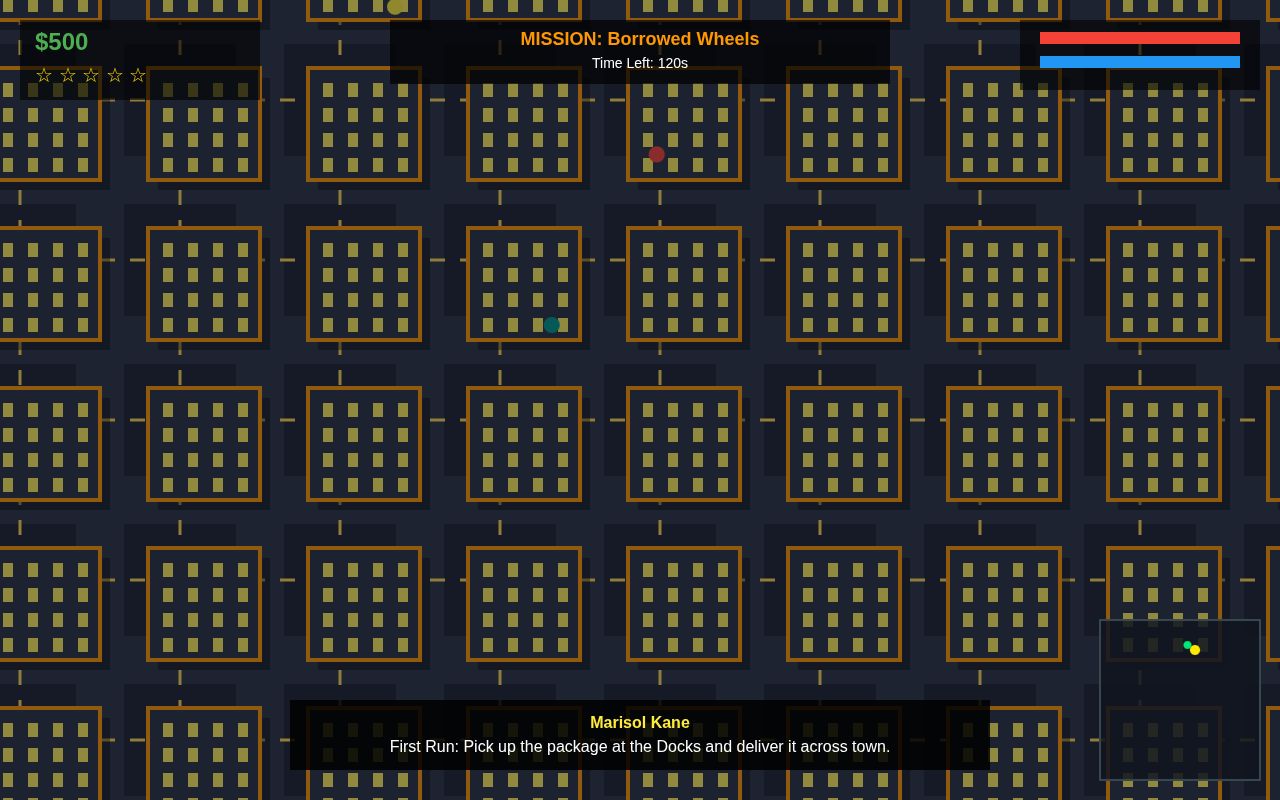 $500
☆ ☆ ☆ ☆ ☆
MISSION: Borrowed Wheels
Time Left: 120s
Marisol Kane
First Run: Pick up the package at the Docks and deliver it across town.